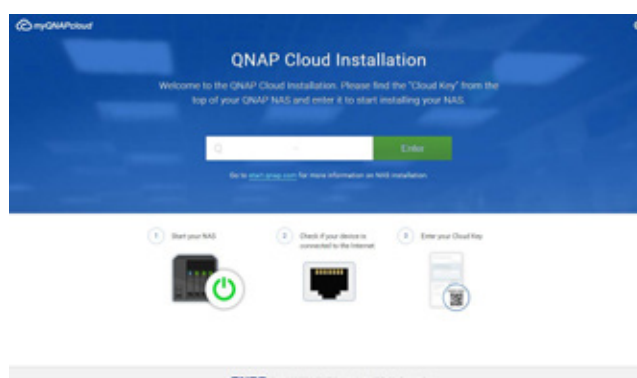 myQNAPcloud
QNAP Cloud Installation
Welcome to the QNAP Cloud Installation. Please find the "Cloud Key" from the
top of your QNAP NAS and enter it to start installing your NAS.
Q -
Enter
Go to start.qnap.com for more information on NAS installation.
1 Start your NAS
2 Check if your device is
connected to the Internet
3 Enter your Cloud Key